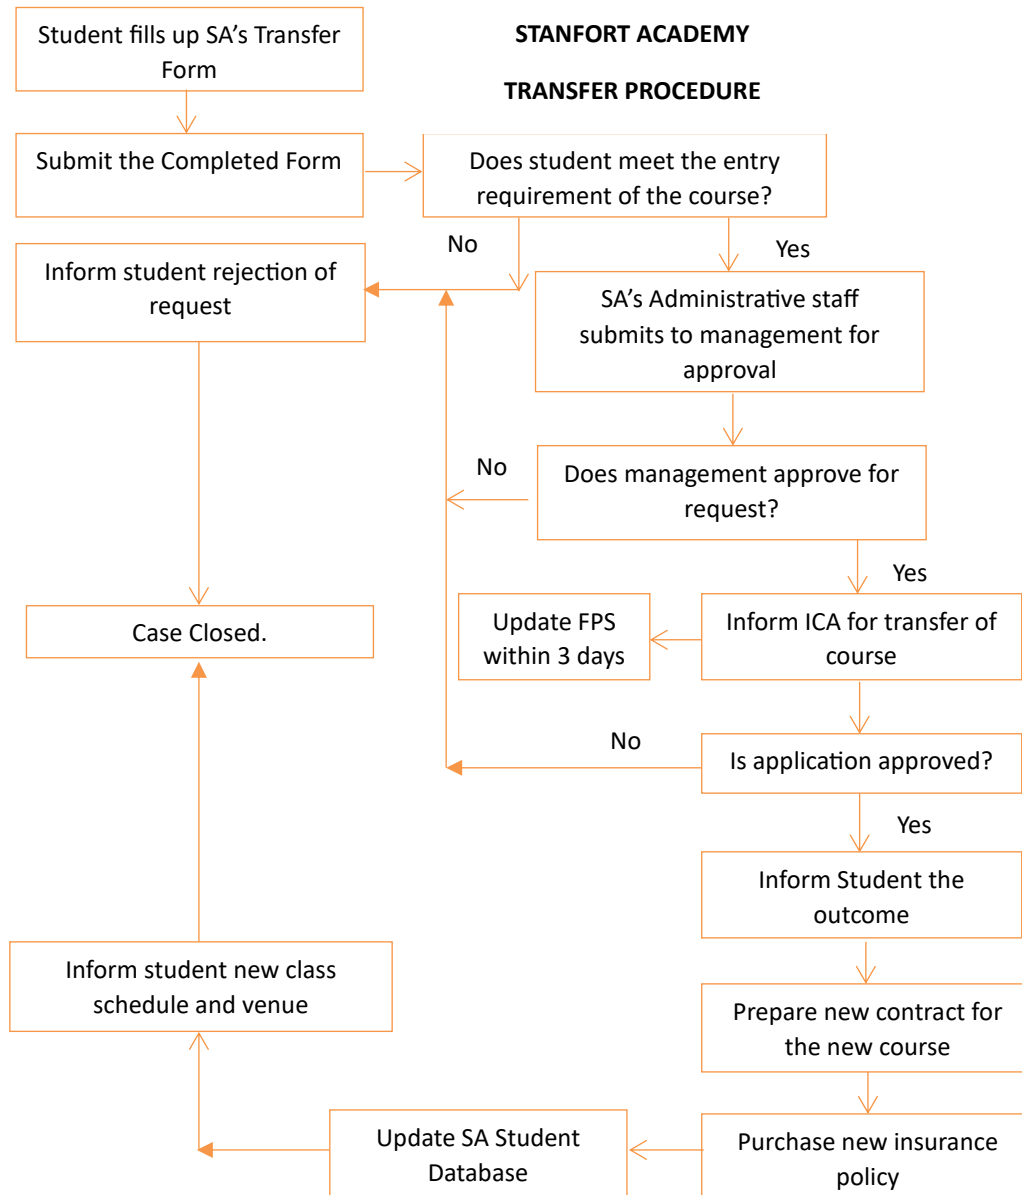 Student fills up SA's Transfer
Form
STANFORT ACADEMY
TRANSFER PROCEDURE
Submit the Completed Form
Does student meet the entry
requirement of the course?
No
Yes
Inform student rejection of
request
SA's Administrative staff
submits to management for
approval
No
Does management approve for
request?
Yes
Case Closed.
Update FPS
within 3 days
Inform ICA for transfer of
course
No
Is application approved?
Yes
Inform Student the
outcome
Inform student new class
schedule and venue
Prepare new contract for
the new course
Update SA Student
Database
Purchase new insurance
policy